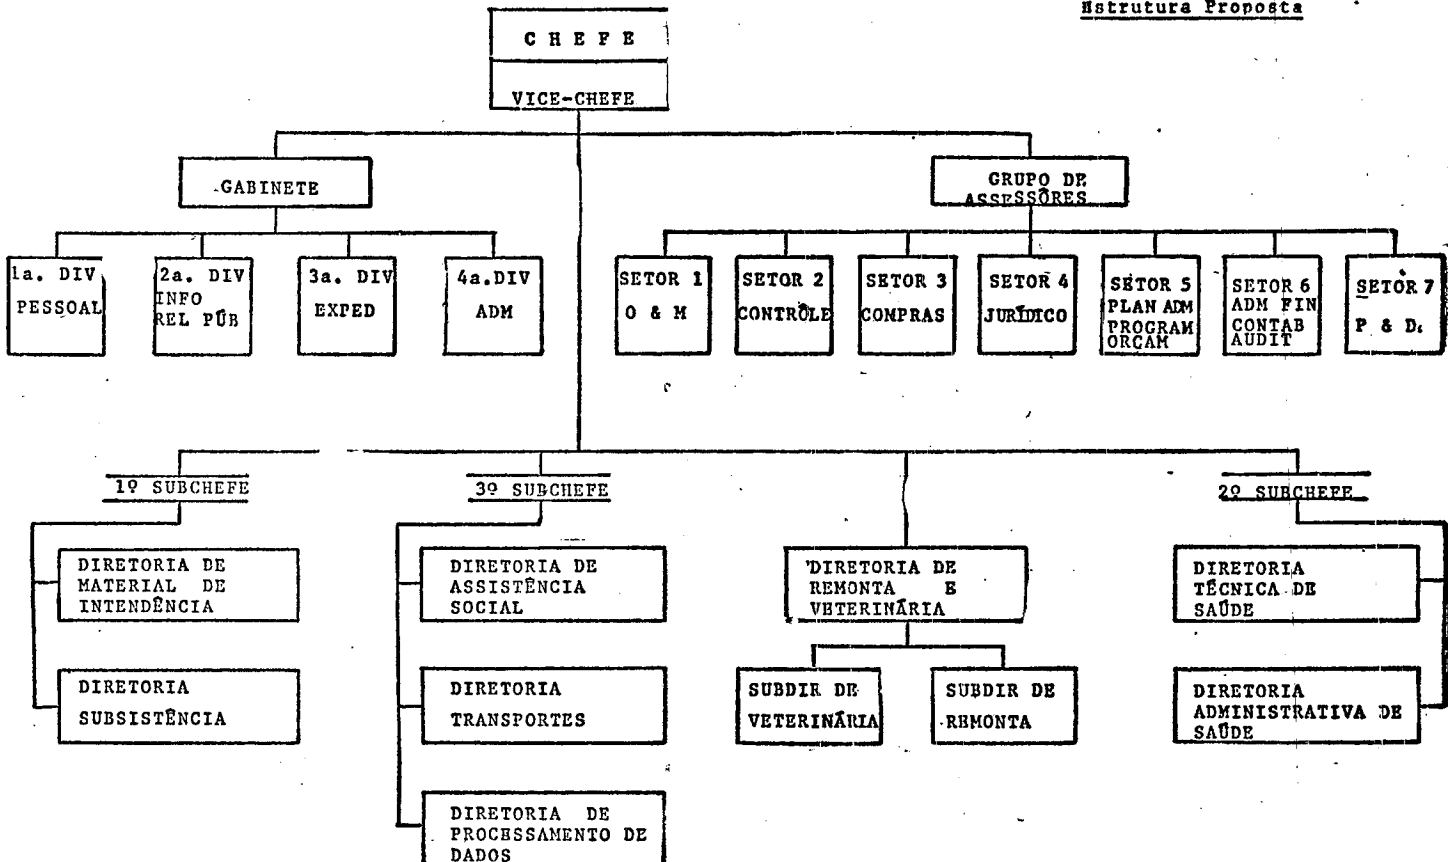 Estrutura Proposta
CHEFE
VICE-CHEFE
GABINETE
GRUPO DE
ASSESSÔRES
1a. DIV
PESSOAL
2a. DIV
INFO
REL PÚB
3a. DIV
EXPED
4a.DIV
ADM
SETOR 1
O & M
SETOR 2
CONTRÔLE
SETOR 3
COMPRAS
SETOR 4
JURÍDICO
SETOR 5
PLAN ADM
PROGRAM
ORÇAM
SETOR 6
ADM FIN
CONTAB
AUDIT
SETOR 7
P & D.
1º SUBCHEFE
3º SUBCHEFE
2º SUBCHEFE
DIRETORIA DE
MATERIAL DE
INTENDÊNCIA
DIRETORIA DE
ASSISTÊNCIA
SOCIAL
DIRETORIA DE
REMONTA E
VETERINÁRIA
DIRETORIA
TÉCNICA DE
SAÚDE
DIRETORIA
SUBSISTÊNCIA
DIRETORIA
TRANSPORTES
SUBDIR DE
VETERINÁRIA
SUBDIR DE
REMONTA
DIRETORIA
ADMINISTRATIVA DE
SAÚDE
DIRETORIA DE
PROCESSAMENTO DE
DADOS